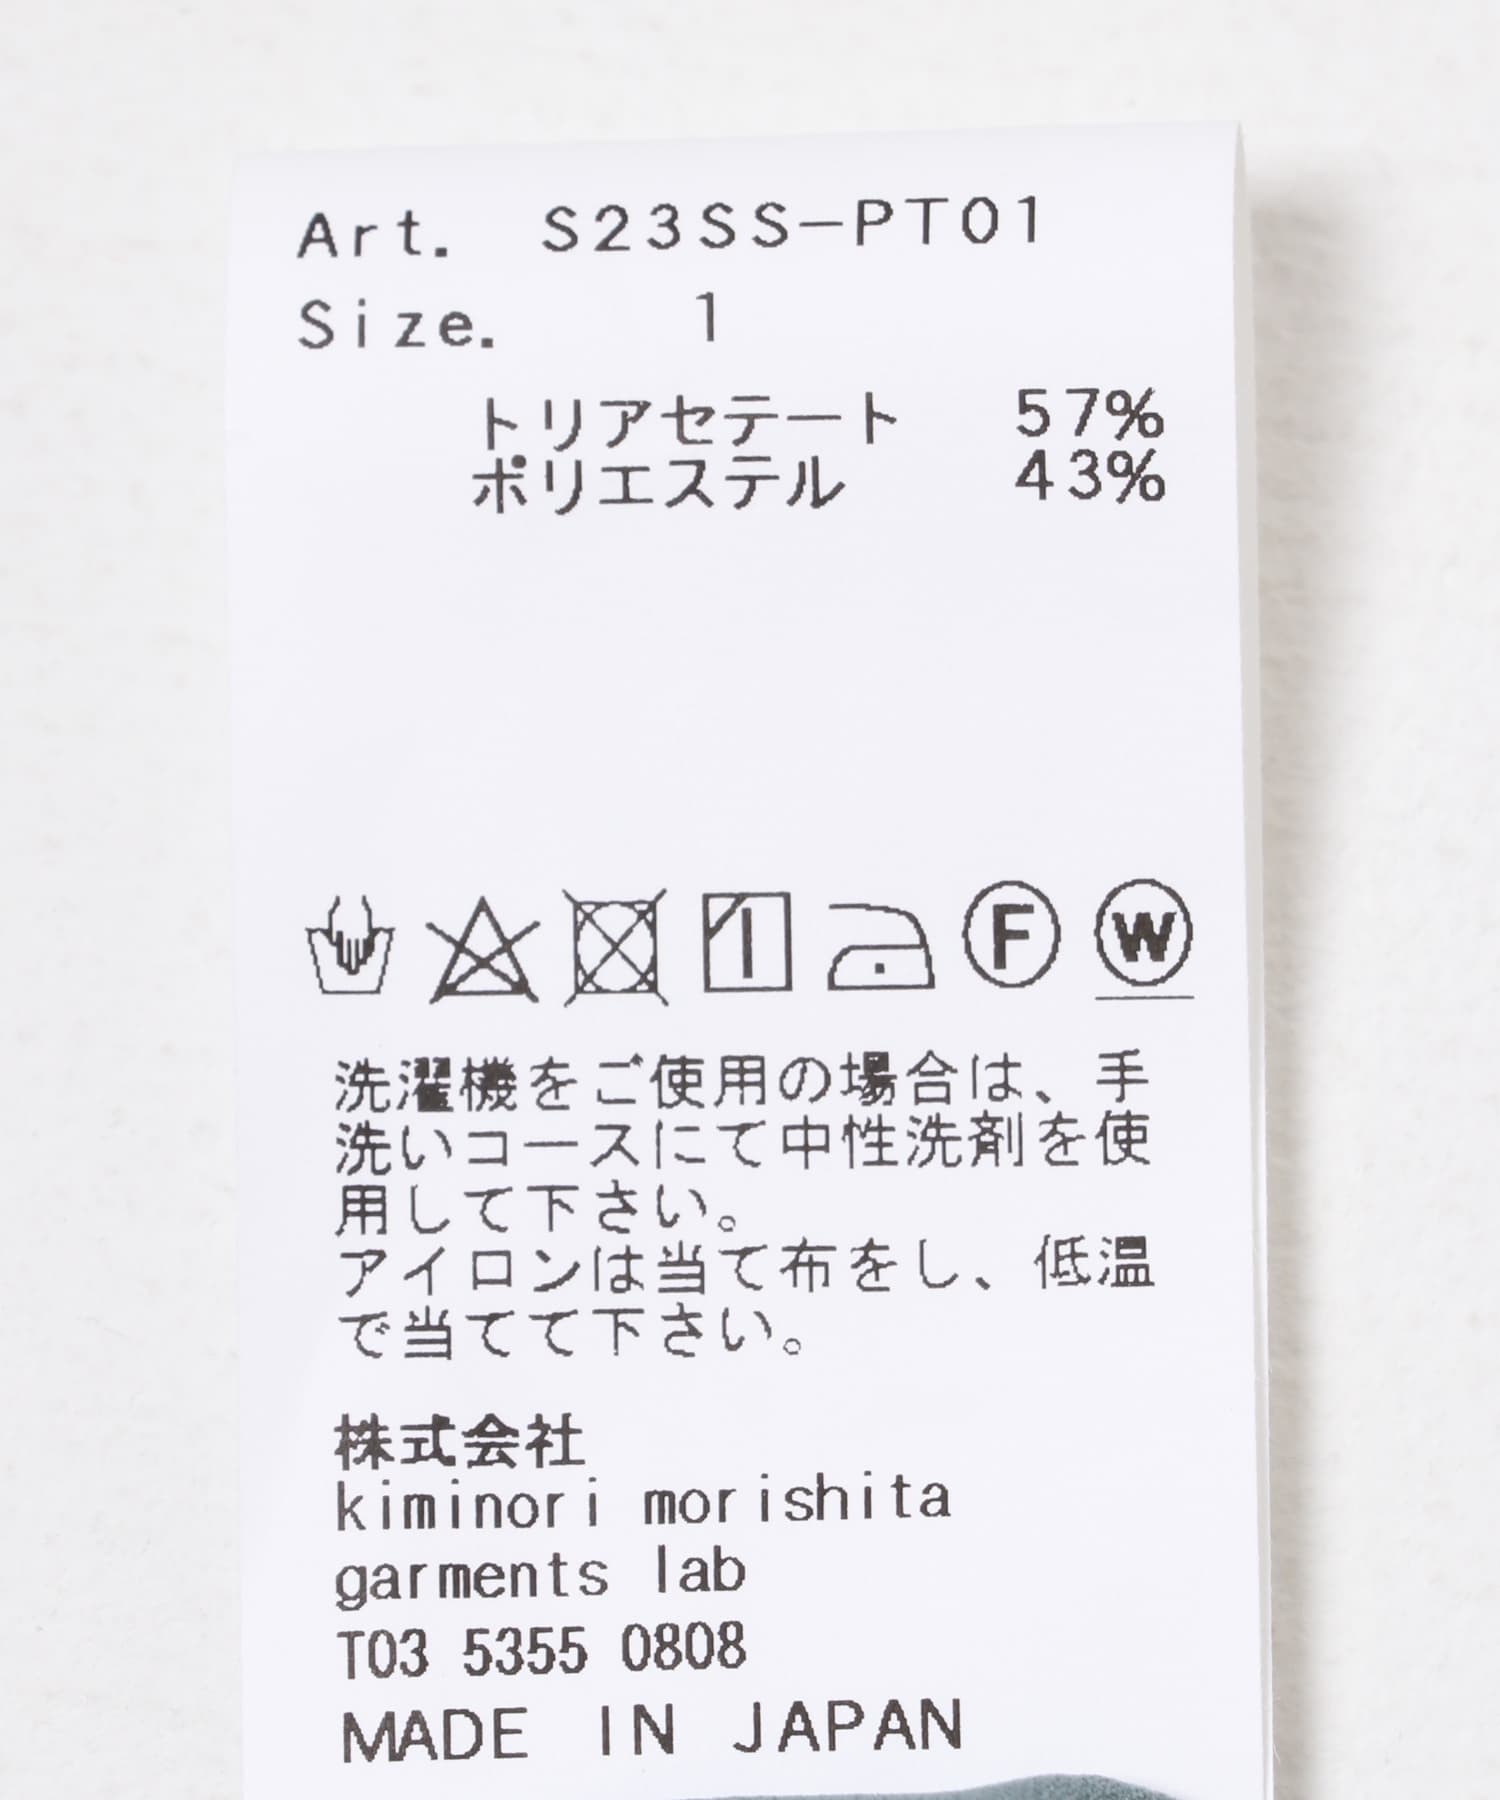 Art. S23SS-PT01
Size. 1
トリアセテート 57%
ポリエステル 43%
F W
洗濯機をご使用の場合は、手
洗いコースにて中性洗剤を使
用して下さい。
アイロンは当て布をし、低温
で当てて下さい。
株式会社
kiminori morishita
garments lab
T03 5355 0808
MADE IN JAPAN